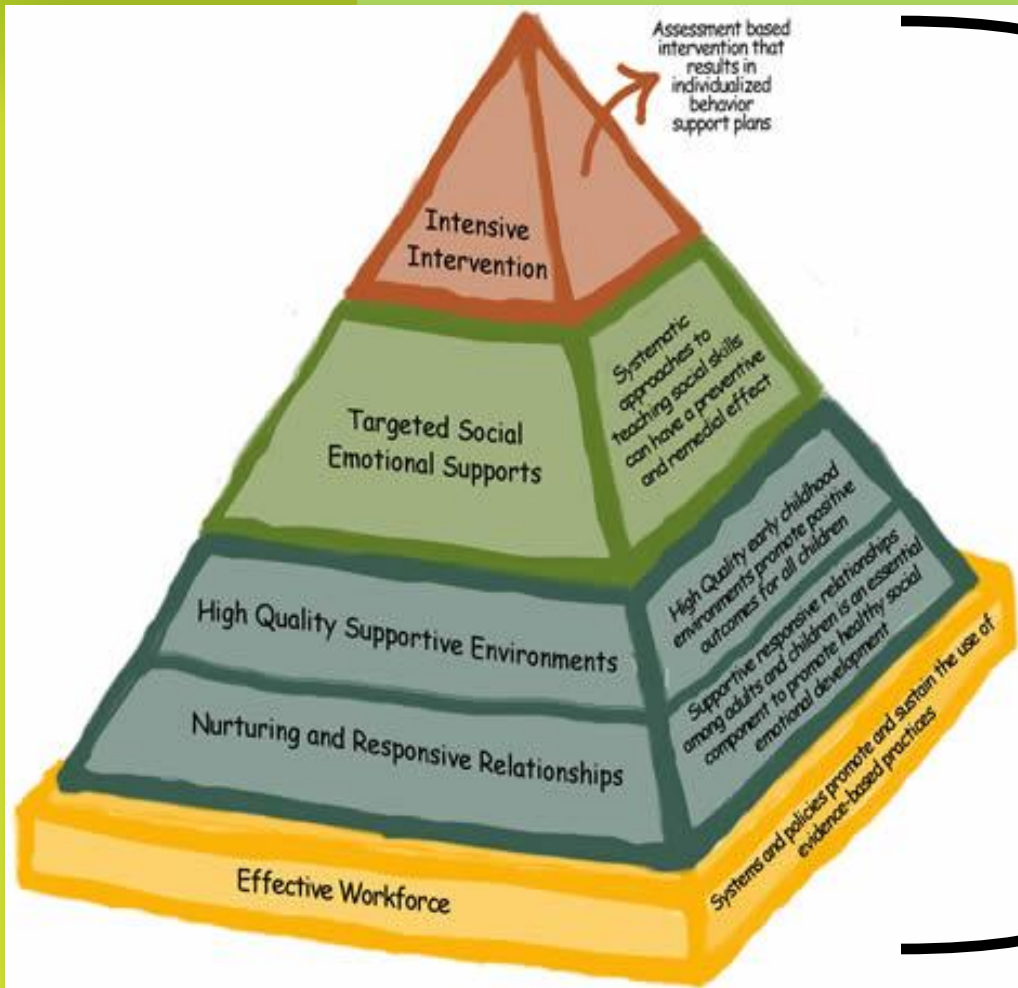 Assessment based
intervention that
results in
individualized
behavior
support plans
Intensive
Intervention
Systematic
approaches to
teaching social skills
can have a preventive
and remedial effect
Targeted Social
Emotional Supports
High Quality early childhood
environments promote positive
outcomes for all children
High Quality Supportive Environments
Supportive responsive relationships
among adults and children is an essential
component to promote healthy social
emotional development
Nurturing and Responsive Relationships
Systems and policies promote and sustain the use of
evidence-based practices
Effective Workforce